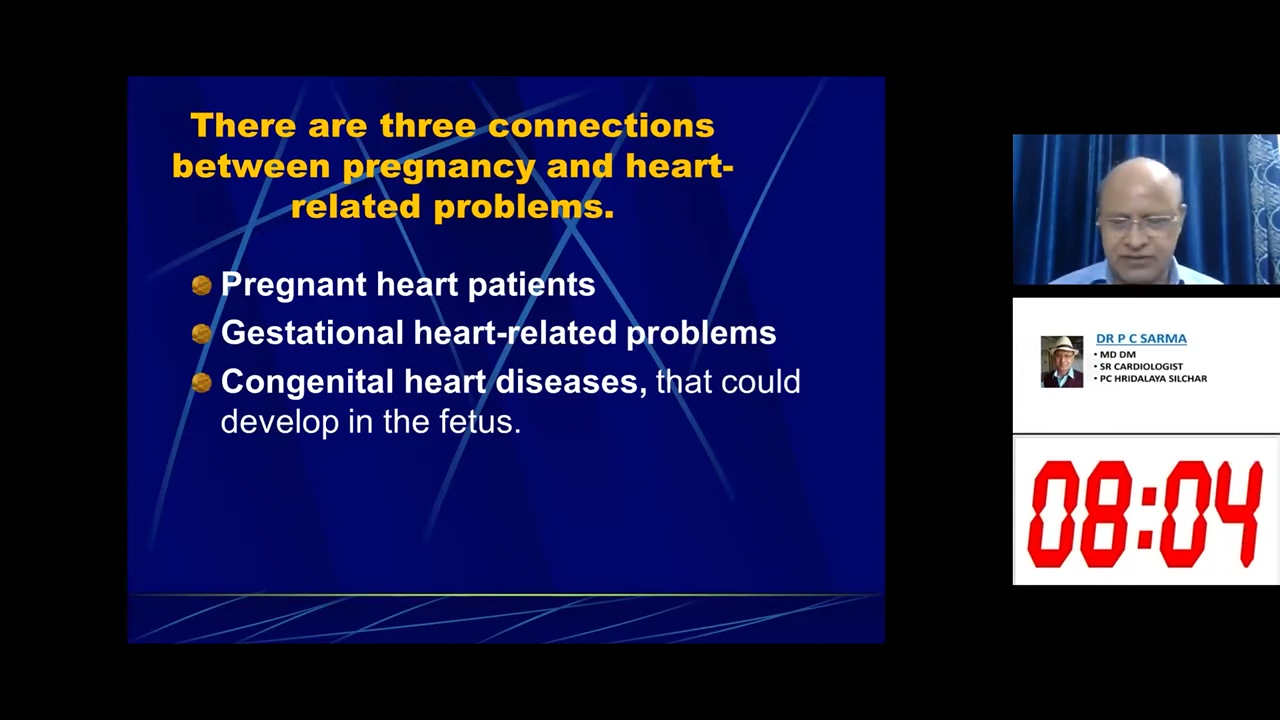 There are three connections
between pregnancy and heart-
related problems.
Pregnant heart patients
Gestational heart-related problems
Congenital heart diseases, that could
develop in the fetus.
DR P C SARMA
• MD DM
• SR CARDIOLOGIST
• PC HRIDALAYA SILCHAR
08:04